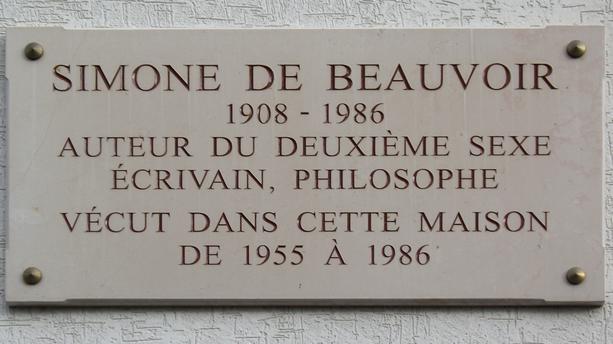 SIMONE DE BEAUVOIR
1908 - 1986
AUTEUR DU DEUXIÈME SEXE
ÉCRIVAIN, PHILOSOPHE
VÉCUT DANS CETTE MAISON
DE 1955 À 1986